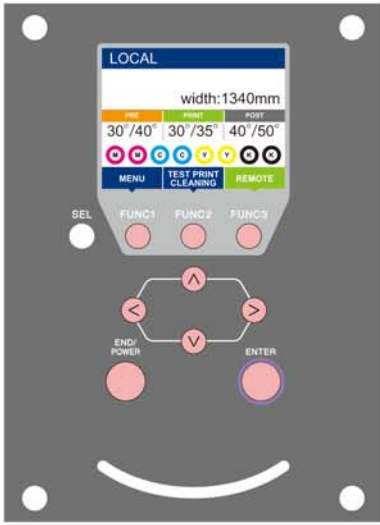 LOCAL
width:1340mm
PRE PRINT POST
30°/40° 30°/35° 40°/50°
M M C C Y Y K K
MENU TEST PRINT CLEANING REMOTE
SEL FUNC1 FUNC2 FUNC3
END/
POWER
ENTER